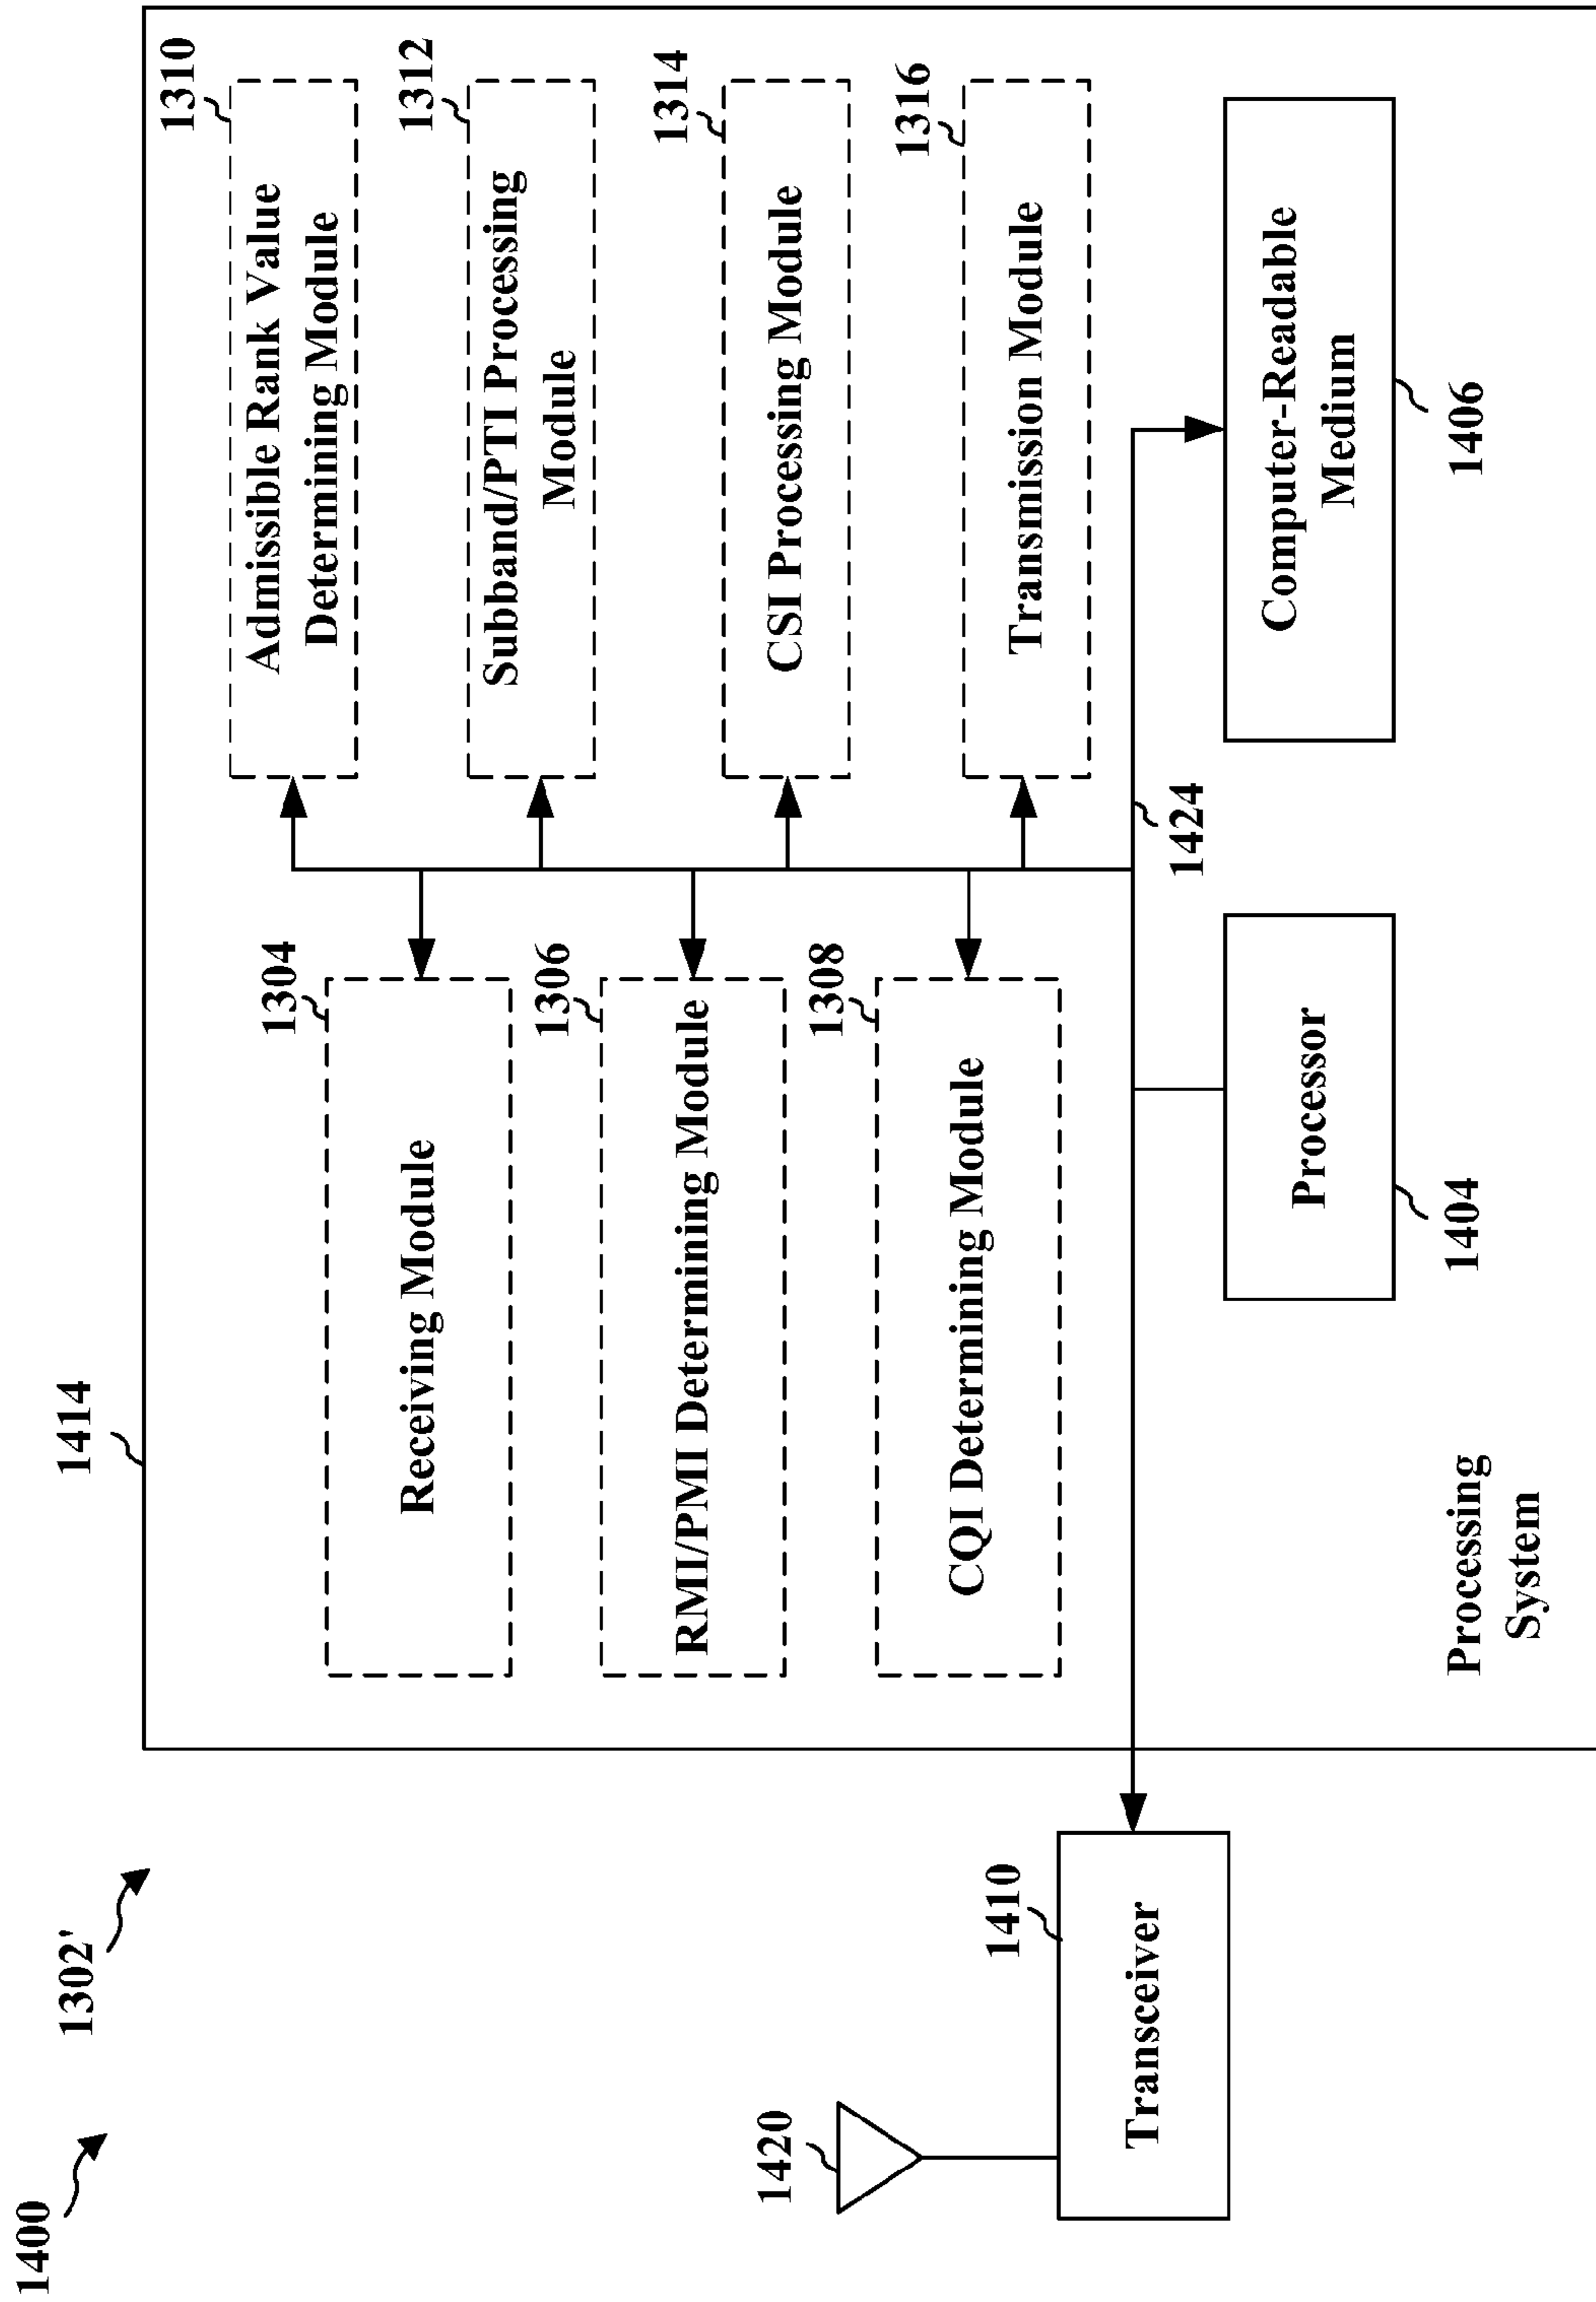 1400
1302'
1414
1304
Receiving Module
1306
RMI/PMI Determining Module
1308
CQI Determining Module
1310
Admissible Rank Value
Determining Module
1312
Subband/PTI Processing
Module
1314
CSI Processing Module
1316
Transmission Module
1420
1410
Transceiver
1424
Processor
1404
Computer-Readable
Medium
1406
Processing
System